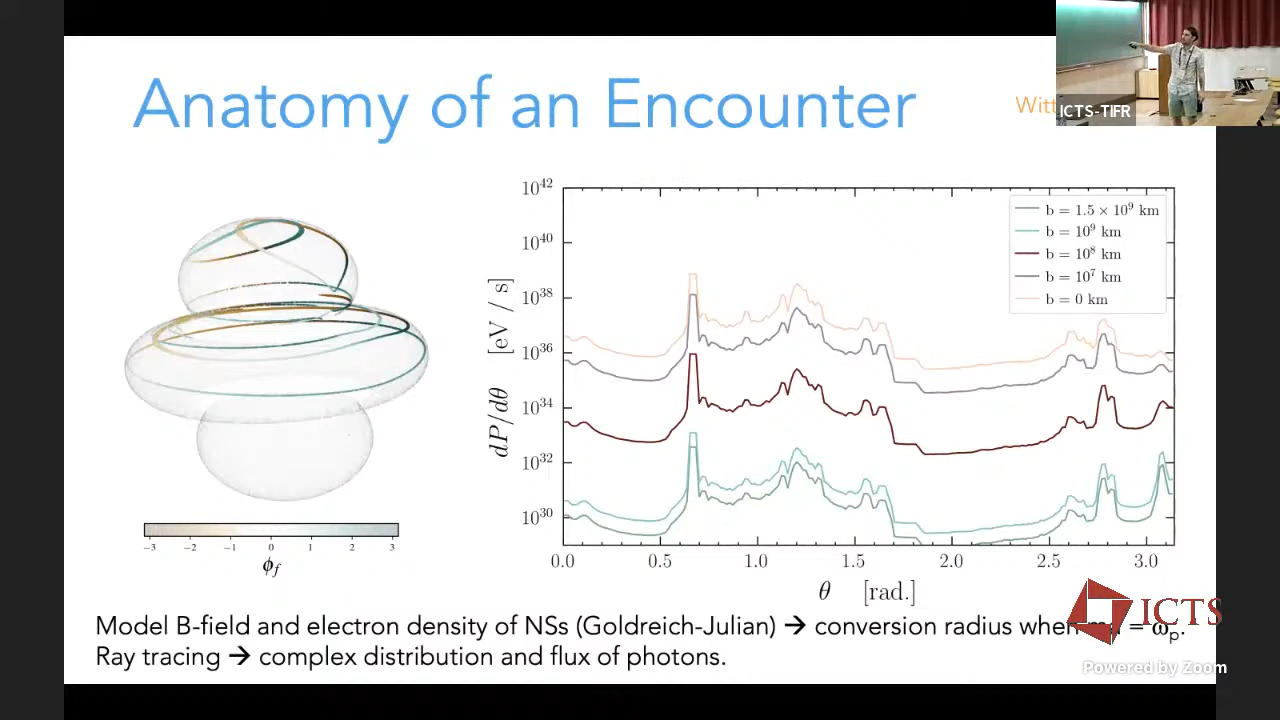 Anatomy of an Encounter
Witt
ICTS-TIFR
10⁴²
10⁴⁰
10³⁸
10³⁶
10³⁴
10³²
10³⁰
dP/dθ [eV / s]
b = 1.5 × 10⁹ km
b = 10⁹ km
b = 10⁸ km
b = 10⁷ km
b = 0 km
0.0 0.5 1.0 1.5 2.0 2.5 3.0
θ [rad.]
−3 −2 −1 0 1 2 3
ϕf
Model B-field and electron density of NSs (Goldreich-Julian) → conversion radius when = ωp.
Ray tracing → complex distribution and flux of photons.
ICTS
Powered by Zoom